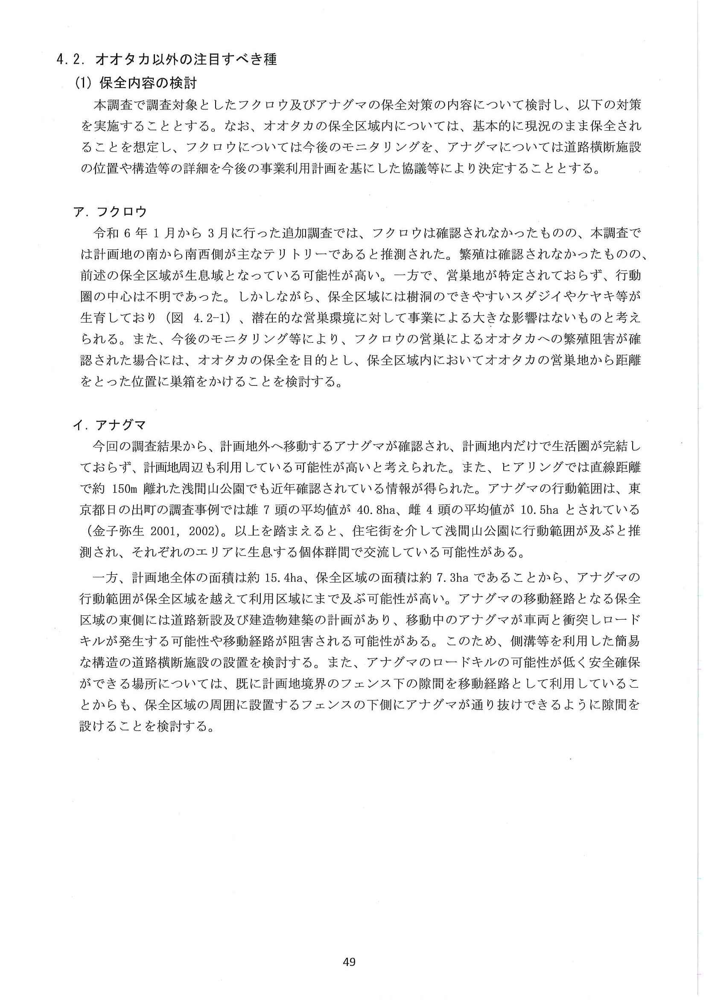 4.2. オオタカ以外の注目すべき種
(1) 保全内容の検討
本調査で調査対象としたフクロウ及びアナグマの保全対策の内容について検討し、以下の対策
を実施することとする。なお、オオタカの保全区域内については、基本的に現況のまま保全され
ることを想定し、フクロウについては今後のモニタリングを、アナグマについては道路横断施設
の位置や構造等の詳細を今後の事業利用計画を基にした協議等により決定することとする。
ア. フクロウ
令和 6 年 1 月から 3 月に行った追加調査では、フクロウは確認されなかったものの、本調査で
は計画地の南から南西側が主なテリトリーであると推測された。繁殖は確認されなかったものの、
前述の保全区域が生息域となっている可能性が高い。一方で、営巣地が特定されておらず、行動
圏の中心は不明であった。しかしながら、保全区域には樹洞のできやすいスダジイやケヤキ等が
生育しており（図 4.2-1）、潜在的な営巣環境に対して事業による大きな影響はないものと考え
られる。また、今後のモニタリング等により、フクロウの営巣によるオオタカへの繁殖阻害が確
認された場合には、オオタカの保全を目的とし、保全区域内においてオオタカの営巣地から距離
をとった位置に巣箱をかけることを検討する。
イ. アナグマ
今回の調査結果から、計画地外へ移動するアナグマが確認され、計画地内だけで生活圏が完結し
ておらず、計画地周辺も利用している可能性が高いと考えられた。また、ヒアリングでは直線距離
で約 150m 離れた浅間山公園でも近年確認されている情報が得られた。アナグマの行動範囲は、東
京都日の出町の調査事例では雄 7 頭の平均値が 40.8ha、雌 4 頭の平均値が 10.5ha とされている
（金子弥生 2001, 2002）。以上を踏まえると、住宅街を介して浅間山公園に行動範囲が及ぶと推
測され、それぞれのエリアに生息する個体群間で交流している可能性がある。
一方、計画地全体の面積は約 15.4ha、保全区域の面積は約 7.3ha であることから、アナグマの
行動範囲が保全区域を越えて利用区域にまで及ぶ可能性が高い。アナグマの移動経路となる保全
区域の東側には道路新設及び建造物建築の計画があり、移動中のアナグマが車両と衝突しロード
キルが発生する可能性や移動経路が阻害される可能性がある。このため、側溝等を利用した簡易
な構造の道路横断施設の設置を検討する。また、アナグマのロードキルの可能性が低く安全確保
ができる場所については、既に計画地境界のフェンス下の隙間を移動経路として利用しているこ
とからも、保全区域の周囲に設置するフェンスの下側にアナグマが通り抜けできるように隙間を
設けることを検討する。
49